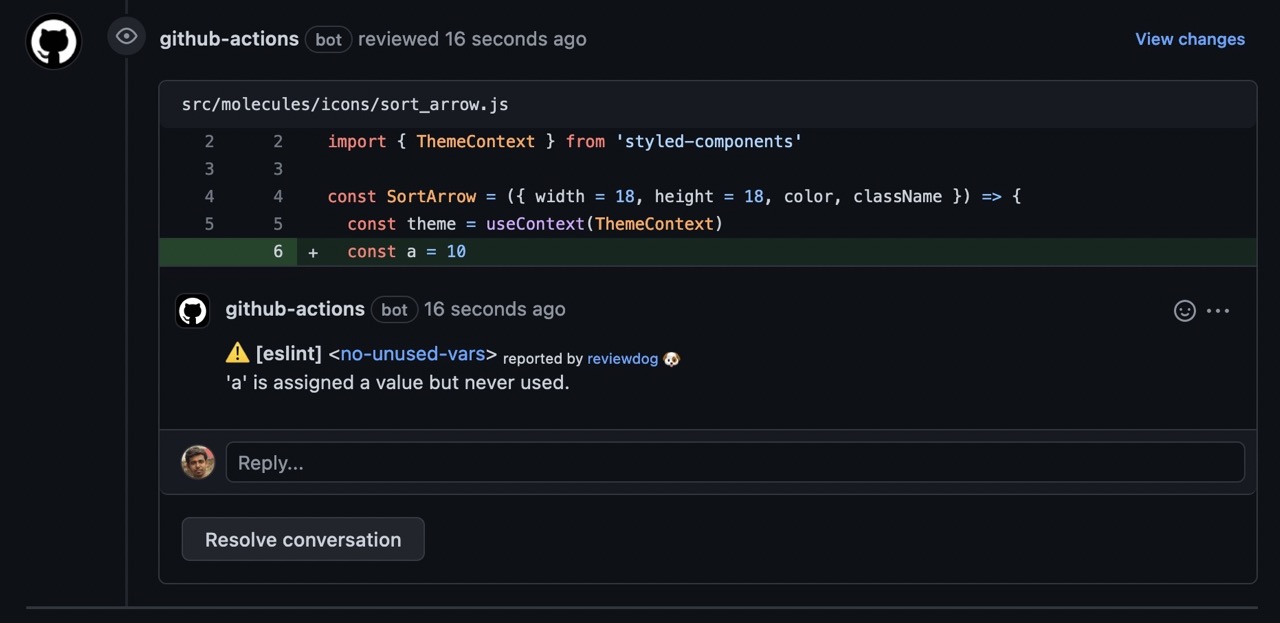 github-actions bot reviewed 16 seconds ago View changes
src/molecules/icons/sort_arrow.js
2 2 import { ThemeContext } from 'styled-components'
3 3
4 4 const SortArrow = ({ width = 18, height = 18, color, className }) => {
5 5 const theme = useContext(ThemeContext)
6 + const a = 10
github-actions bot 16 seconds ago
⚠️ [eslint] <no-unused-vars> reported by reviewdog 🐶
'a' is assigned a value but never used.
Reply...
Resolve conversation